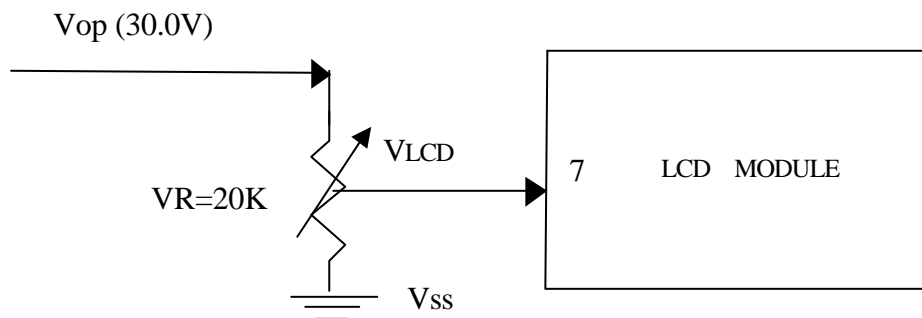 Vop (30.0V)
VLCD
7 LCD MODULE
VR=20K
Vss